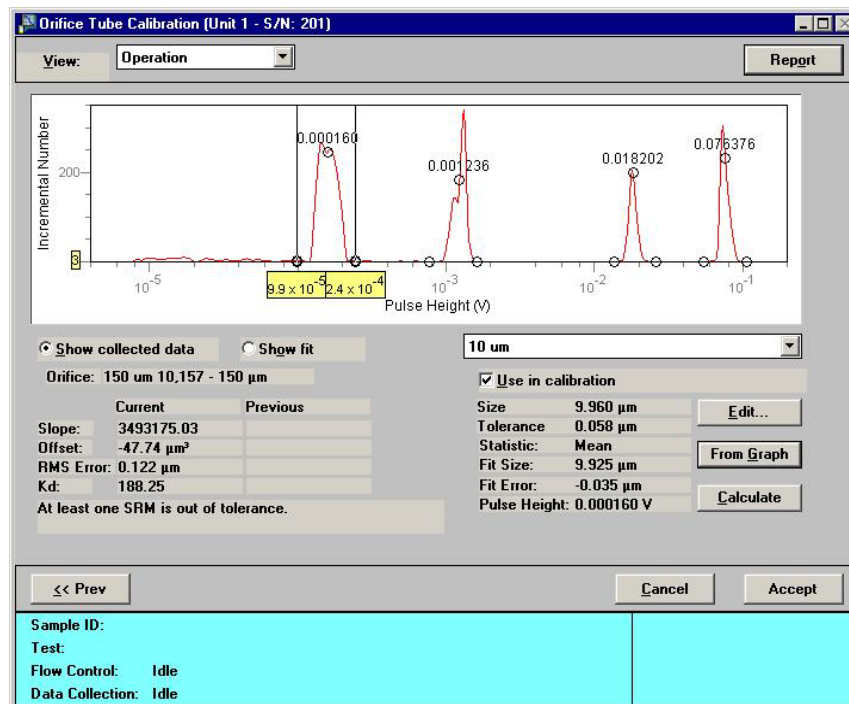 Orifice Tube Calibration (Unit 1 - S/N: 201)
View: Operation
Report
Incremental Number
200
3
0.000160
0.001236
0.018202
0.076376
10-5
9.9 x 10-5
2.4 x 10-4
10-3
10-2
10-1
Pulse Height (V)
Show collected data
Show fit
Orifice: 150 um 10,157 - 150 µm
Current Previous
Slope: 3493175.03
Offset: -47.74 µm³
RMS Error: 0.122 µm
Kd: 188.25
At least one SRM is out of tolerance.
10 um
Use in calibration
Size 9.960 µm
Tolerance 0.058 µm
Statistic: Mean
Fit Size: 9.925 µm
Fit Error: -0.035 µm
Pulse Height: 0.000160 V
Edit...
From Graph
Calculate
<< Prev
Cancel
Accept
Sample ID:
Test:
Flow Control: Idle
Data Collection: Idle